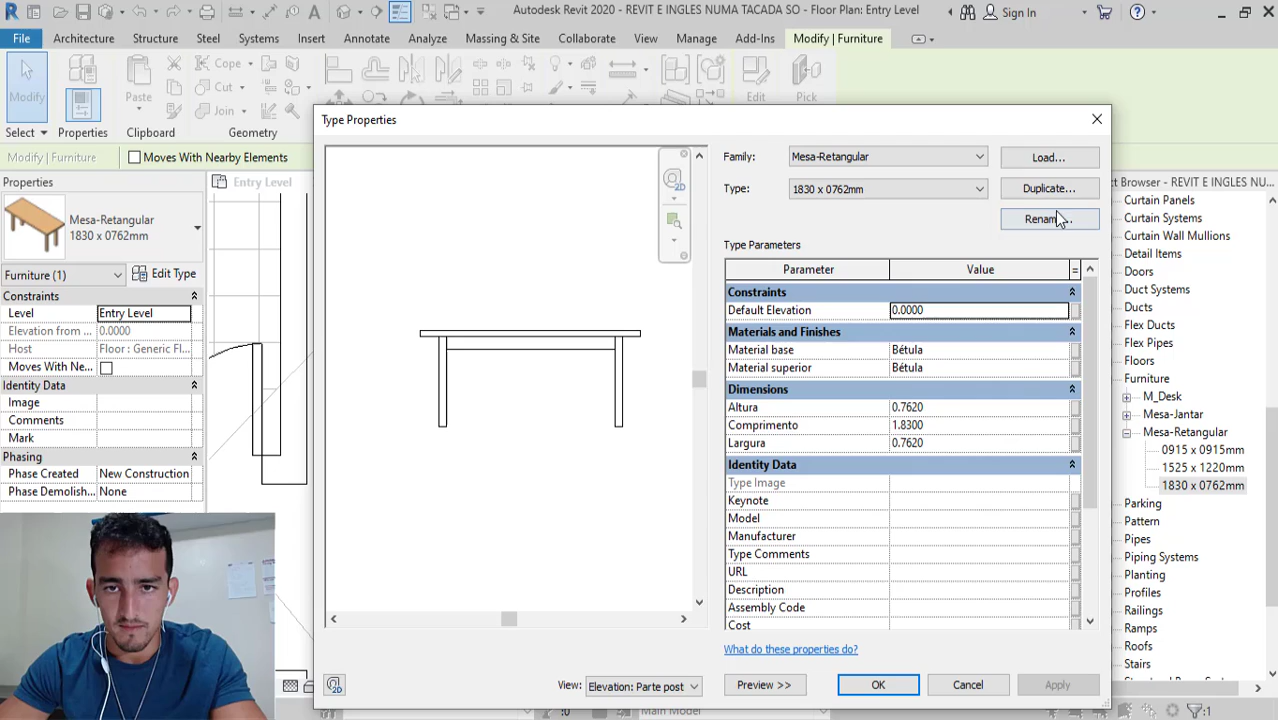 Autodesk Revit 2020 - REVIT E INGLES NUMA TACADA SO - Floor Plan: Entry Level
Sign In
File Architecture Structure Steel Systems Insert Annotate Analyze Massing & Site Collaborate View Manage Add-Ins Modify | Furniture
Modify
Paste
Cope
Cut
Join
Edit
Pick
Select Properties Clipboard Geometry
Modify | Furniture Moves With Nearby Elements
Properties
Mesa-Retangular
1830 x 0762mm
Furniture (1) Edit Type
Constraints
Level Entry Level
Elevation from 0.0000
Host Floor : Generic Fl...
Moves With Ne...
Identity Data
Image
Comments
Mark
Phasing
Phase Created New Construction
Phase Demolish... None
Entry Level
Type Properties
Family: Mesa-Retangular Load...
Type: 1830 x 0762mm Duplicate...
Type Parameters
Parameter Value =
Constraints
Default Elevation 0.0000
Materials and Finishes
Material base Bétula
Material superior Bétula
Dimensions
Altura 0.7620
Comprimento 1.8300
Largura 0.7620
Identity Data
Type Image
Keynote
Model
Manufacturer
Type Comments
URL
Description
Assembly Code
Cost
What do these properties do?
2D
View: Elevation: Parte post Preview >> OK Cancel Apply
ct Browser - REVIT E INGLES NUM...
Curtain Panels
Curtain Systems
Curtain Wall Mullions
Detail Items
Doors
Duct Systems
Ducts
Flex Ducts
Flex Pipes
Floors
Furniture
M_Desk
Mesa-Jantar
Mesa-Retangular
0915 x 0915mm
1525 x 1220mm
1830 x 0762mm
Parking
Pattern
Pipes
Piping Systems
Planting
Profiles
Railings
Ramps
Roofs
Stairs
:0 Main Model :1